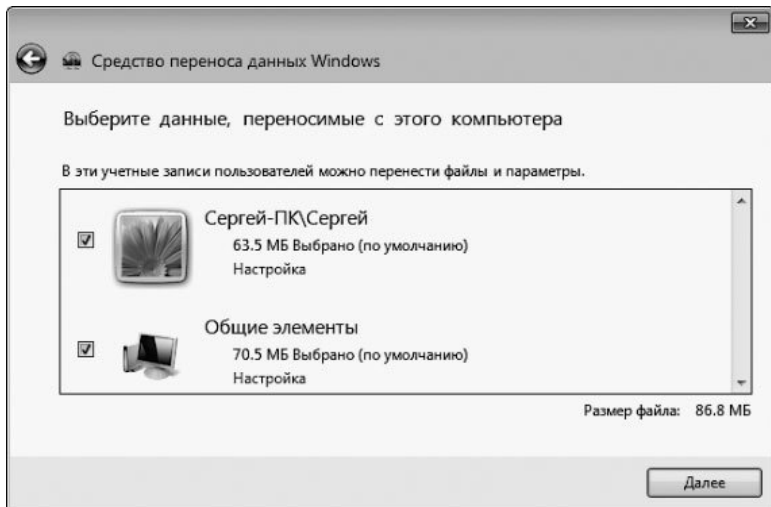 Средство переноса данных Windows
Выберите данные, переносимые с этого компьютера
В эти учетные записи пользователей можно перенести файлы и параметры.
Сергей-ПК\Сергей
63.5 МБ Выбрано (по умолчанию)
Настройка
Общие элементы
70.5 МБ Выбрано (по умолчанию)
Настройка
Размер файла: 86.8 МБ
Далее